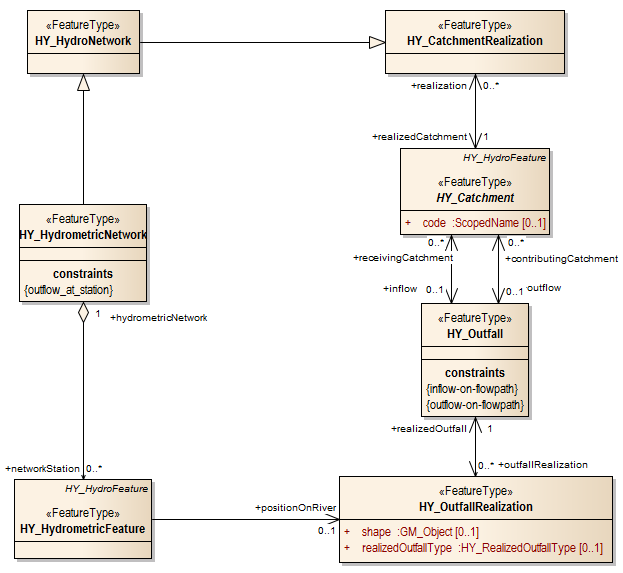 «FeatureType»
HY_HydroNetwork
«FeatureType»
HY_CatchmentRealization
+realization 0..*
+realizedCatchment 1
HY_HydroFeature
«FeatureType»
HY_Catchment
+ code :ScopedName [0..1]
0..* 0..*
+receivingCatchment +contributingCatchment
+inflow 0..1 0..1 -outflow
«FeatureType»
HY_HydrometricNetwork
constraints
{outflow_at_station}
1 +hydrometricNetwork
«FeatureType»
HY_Outfall
constraints
{inflow-on-flowpath}
{outflow-on-flowpath}
+realizedOutfall 1
0..* +outfallRealization
+networkStation 0..*
HY_HydroFeature
«FeatureType»
HY_HydrometricFeature
+positionOnRiver
0..1
«FeatureType»
HY_OutfallRealization
+ shape :GM_Object [0..1]
+ realizedOutfallType :HY_RealizedOutfallType [0..1]